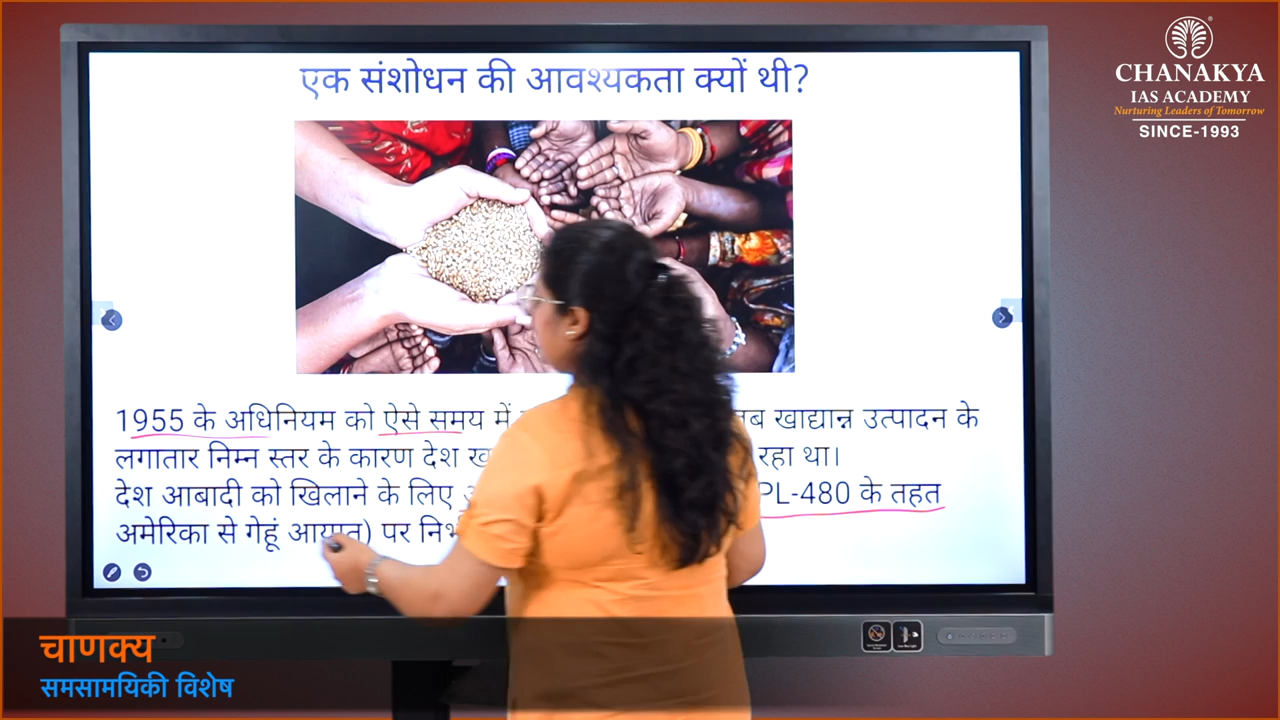 एक संशोधन की आवश्यकता क्यों थी?
1955 के अधिनियम को ऐसे समय में खाद्यान्न उत्पादन के
लगातार निम्न स्तर के कारण देश रहा था।
देश आबादी को खिलाने के लिए PL-480 के तहत
अमेरिका से गेहूं आयात) पर
CHANAKYA
IAS ACADEMY
Nurturing Leaders of Tomorrow
SINCE-1993
चाणक्य
समसामयिकी विशेष